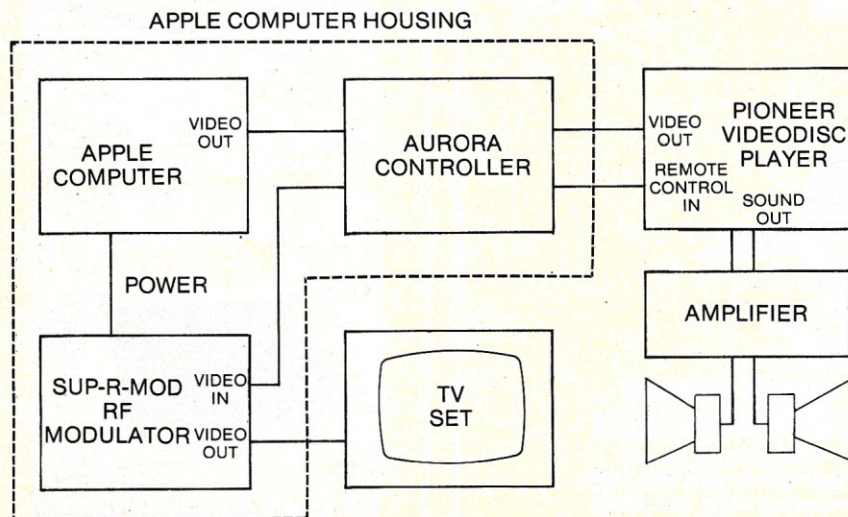 APPLE COMPUTER HOUSING
APPLE
COMPUTER
VIDEO
OUT
AURORA
CONTROLLER
PIONEER
VIDEODISC
PLAYER
VIDEO
OUT
REMOTE
CONTROL
IN
SOUND
OUT
POWER
AMPLIFIER
SUP-R-MOD
RF
MODULATOR
VIDEO
IN
VIDEO
OUT
TV
SET